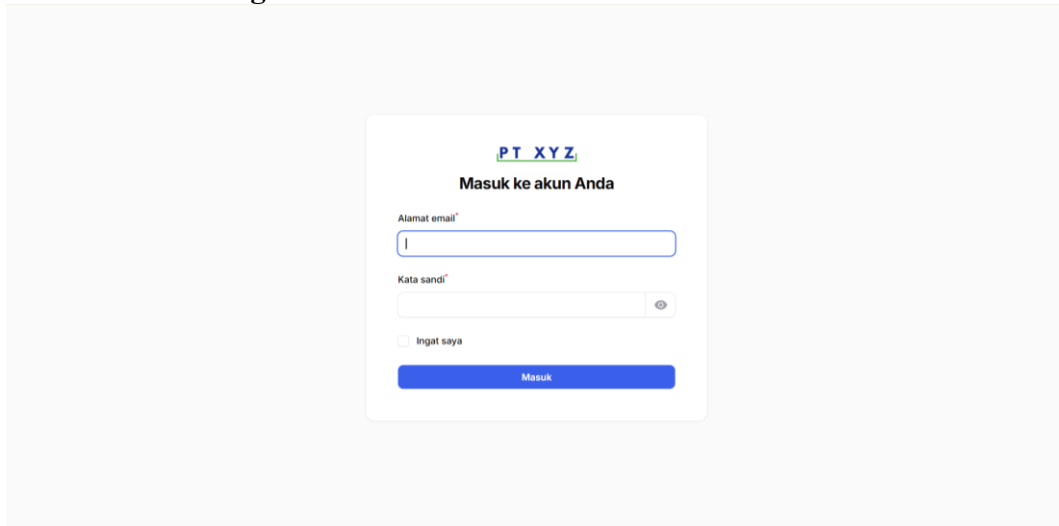 PT XYZ
Masuk ke akun Anda
Alamat email*
Kata sandi*
Ingat saya
Masuk